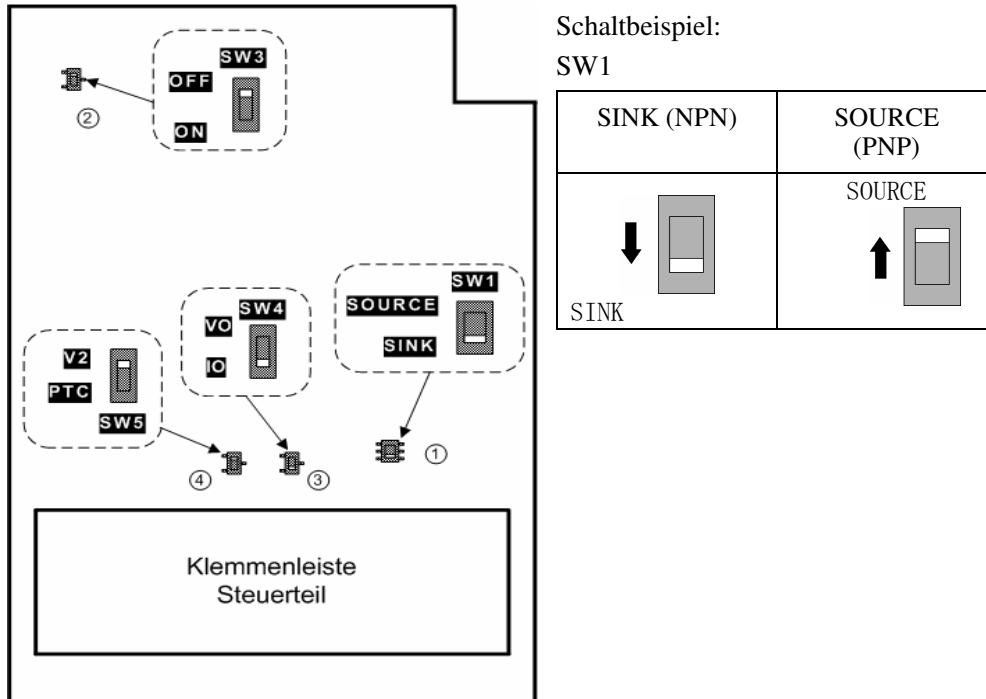 SW3
OFF
ON
②
SW1
SOURCE
SINK
SW4
VO
IO
V2
PTC
SW5
④
③
①
Klemmenleiste
Steuerteil
Schaltbeispiel:
SW1
SINK (NPN)
SOURCE
(PNP)
SINK
SOURCE